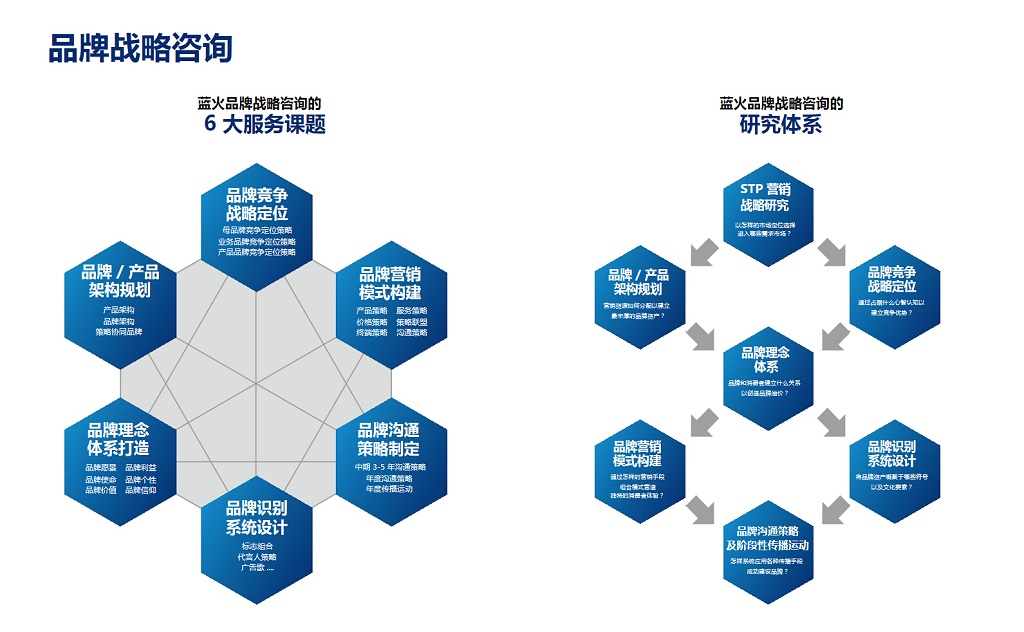 品牌战略咨询
蓝火品牌战略咨询的
6 大服务课题
品牌竞争
战略定位
母品牌竞争定位策略
业务品牌竞争定位策略
产品品牌竞争定位策略
品牌 / 产品
架构规划
产品架构
品牌架构
策略协同品牌
品牌营销
模式构建
产品策略 服务策略
价格策略 策略联盟
终端策略 沟通策略
品牌理念
体系打造
品牌愿景 品牌利益
品牌使命 品牌个性
品牌价值 品牌信仰
品牌沟通
策略制定
中期 3-5 年沟通策略
年度沟通策略
年度传播运动
品牌识别
系统设计
标志组合
代言人策略
广告歌 ....
蓝火品牌战略咨询的
研究体系
STP 营销
战略研究
以怎样的市场定位选择
进入哪些需求市场？
品牌 / 产品
架构规划
营销资源如何分配以建立
最丰厚的品牌资产？
品牌竞争
战略定位
通过占据什么心智认知以
建立竞争优势？
品牌理念
体系
品牌和消费者建立什么关系
以创造品牌溢价？
品牌营销
模式构建
通过怎样的营销手段
组合模式营造
独特的消费者体验？
品牌识别
系统设计
将品牌资产概案于哪些符号
以及文化要素？
品牌沟通策略
及阶段性传播运动
怎样系统应用各种传播手段
成功建设品牌？